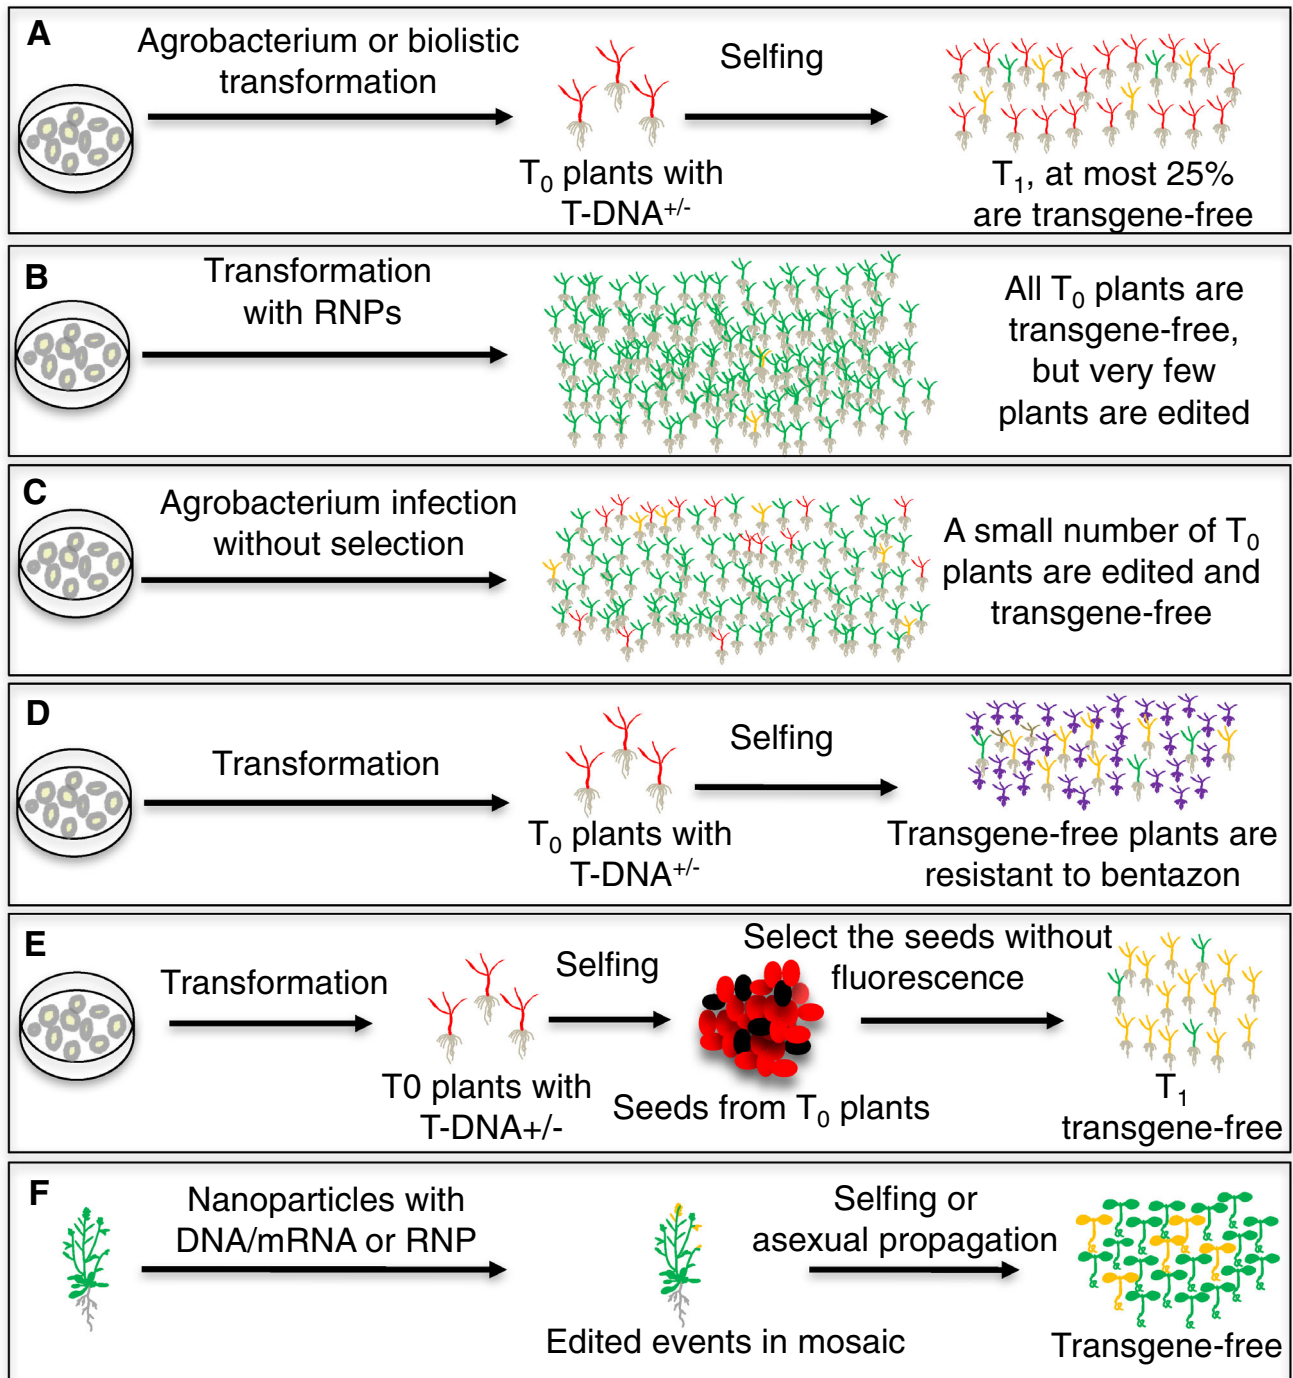 A
Agrobacterium or biolistic
transformation
Selfing
T0 plants with
T-DNA+/-
T1, at most 25%
are transgene-free
B
Transformation
with RNPs
All T0 plants are
transgene-free,
but very few
plants are edited
C
Agrobacterium infection
without selection
A small number of T0
plants are edited and
transgene-free
D
Transformation
Selfing
T0 plants with
T-DNA+/-
Transgene-free plants are
resistant to bentazon
E
Transformation
Selfing
Select the seeds without
fluorescence
T0 plants with
T-DNA+/-
Seeds from T0 plants
T1
transgene-free
F
Nanoparticles with
DNA/mRNA or RNP
Selfing or
asexual propagation
Edited events in mosaic
Transgene-free